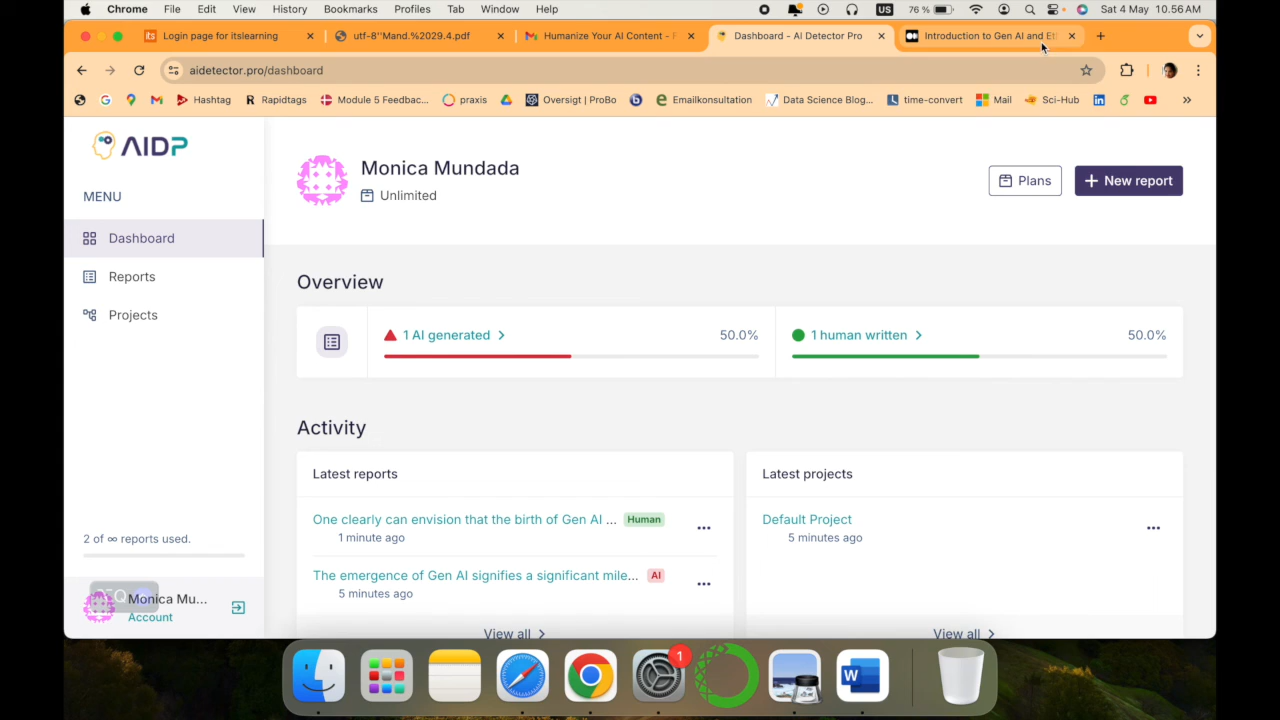 Chrome File Edit View History Bookmarks Profiles Tab Window Help US 76 % Sat 4 May 10.56 AM
its Login page for itslearning utf-8''Mand.%2029.4.pdf Humanize Your AI Content - F Dashboard - AI Detector Pro Introduction to Gen AI and Et
aidetector.pro/dashboard
Hashtag Rapidtags Module 5 Feedbac... praxis Oversigt | ProBo Emailkonsultation Data Science Blog... time-convert Mail Sci-Hub
AIDP
MENU
Dashboard
Reports
Projects
2 of ∞ reports used.
Monica Mu...
Account
Monica Mundada
Unlimited
Plans
New report
Overview
1 AI generated 50.0%
1 human written 50.0%
Activity
Latest reports
One clearly can envision that the birth of Gen AI ... Human
1 minute ago
The emergence of Gen AI signifies a significant mile... AI
5 minutes ago
View all
Latest projects
Default Project
5 minutes ago
View all
1
W